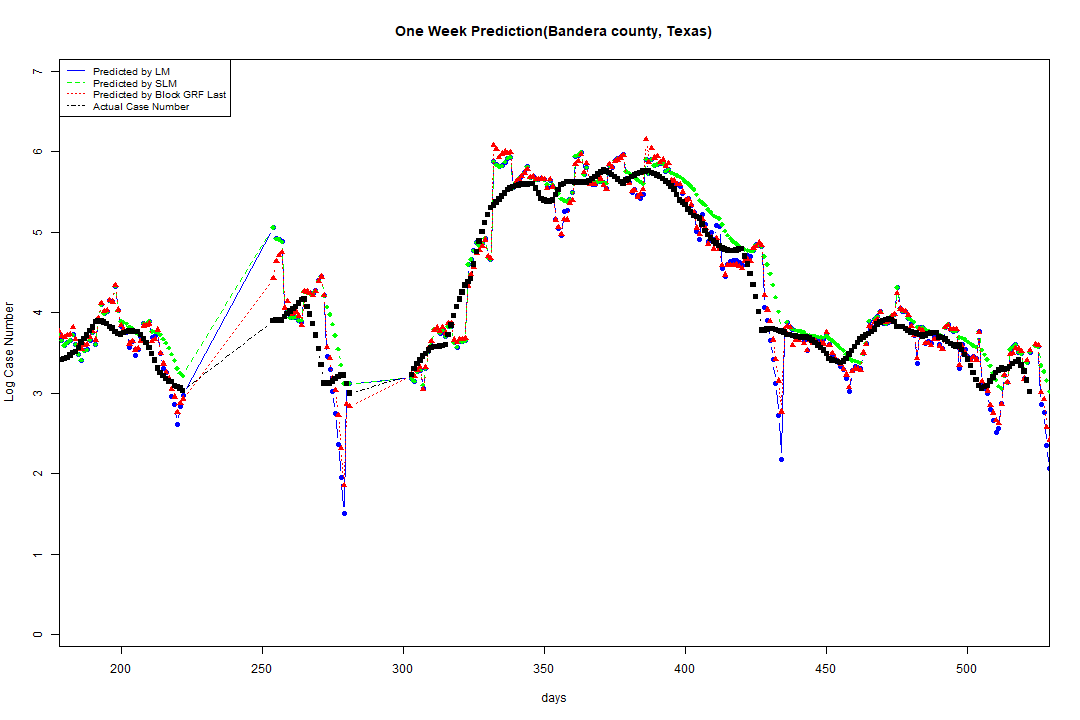 One Week Prediction(Bandera county, Texas)
Predicted by LM
Predicted by SLM
Predicted by Block GRF Last
Actual Case Number
7
6
5
4
3
2
1
0
Log Case Number
200 250 300 350 400 450 500
days